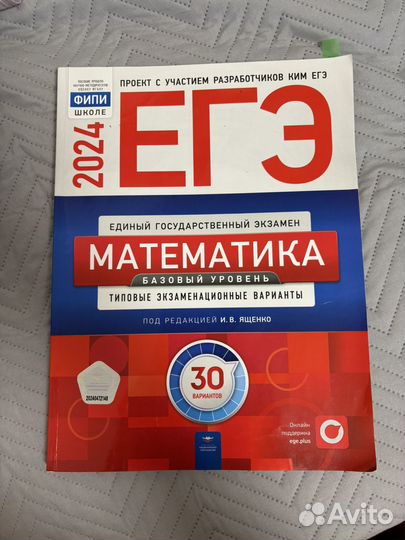 ПРОЕКТ С УЧАСТИЕМ РАЗРАБОТЧИКОВ КИМ ЕГЭ
ФИПИ
ШКОЛЕ
2024
ЕГЭ
ЕДИНЫЙ ГОСУДАРСТВЕННЫЙ ЭКЗАМЕН
МАТЕМАТИКА
БАЗОВЫЙ УРОВЕНЬ
ТИПОВЫЕ ЭКЗАМЕНАЦИОННЫЕ ВАРИАНТЫ
ПОД РЕДАКЦИЕЙ И. В. ЯЩЕНКО
30
ВАРИАНТОВ
20240472148
Онлайн
поддержка
ege.plus
Avito